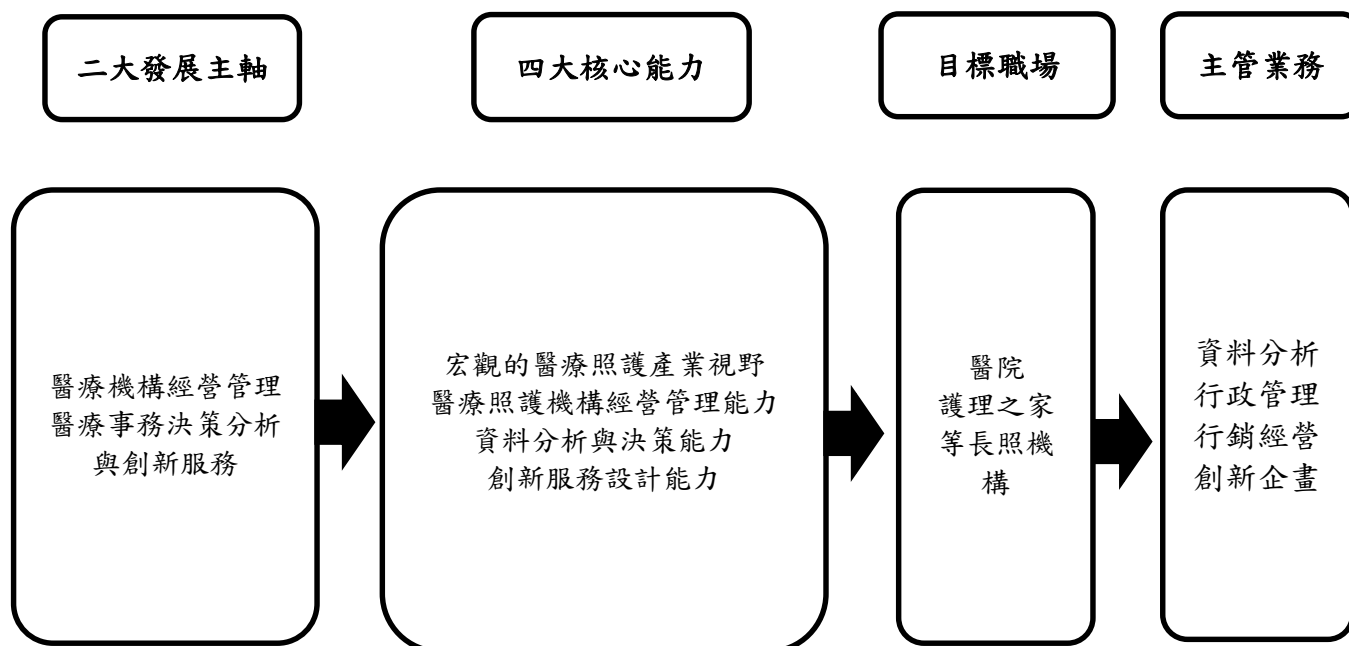 二大發展主軸
四大核心能力
目標職場
主管業務
醫療機構經營管理
醫療事務決策分析
與創新服務
宏觀的醫療照護產業視野
醫療照護機構經營管理能力
資料分析與決策能力
創新服務設計能力
醫院
護理之家
等長照機
構
資料分析
行政管理
行銷經營
創新企畫